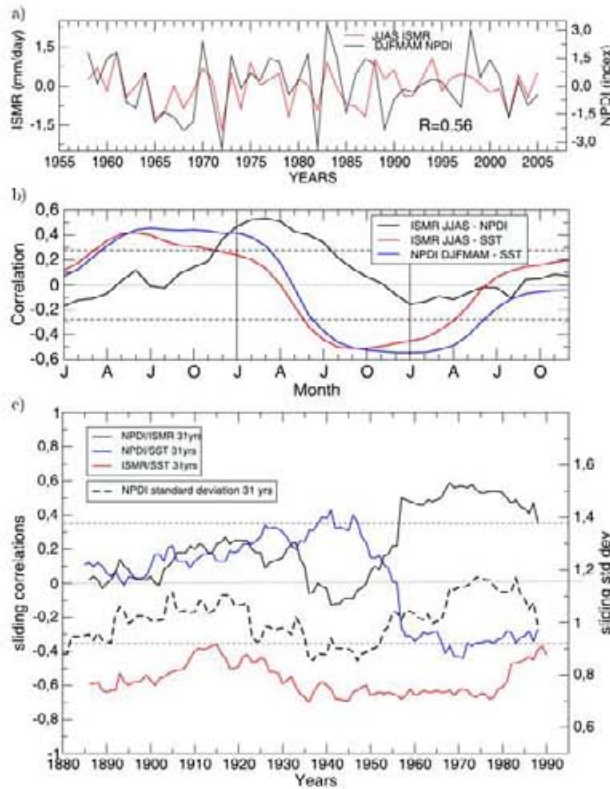 a)
ISMR (mm/day)
1,5
0.0
-1.5
JJAS ISMR
DJFMAM NPDI
R=0.56
3,0
1.5
0.0
-1.5
-3,0
NPDI (index)
1955 1960 1965 1970 1975 1980 1985 1990 1995 2000 2005
YEARS
b)
Correlation
0,6
0,4
0,2
0
-0,2
-0,4
-0,6
ISMR JJAS - NPDI
ISMR JJAS - SST
NPDI DJFMAM - SST
J A J O J A J O J A J O
Month
c)
sliding correlations
1
0,8
0,6
0,4
0,2
0
-0,2
-0,4
-0,6
-0,8
-1
NPDI/ISMR 31yrs
NPDI/SST 31yrs
ISMR/SST 31yrs
NPDI standard deviation 31 yrs
1,6
1,4
1,2
1
0,8
0,6
sliding std dev
1880 1890 1900 1910 1920 1930 1940 1950 1960 1970 1980 1990
Years